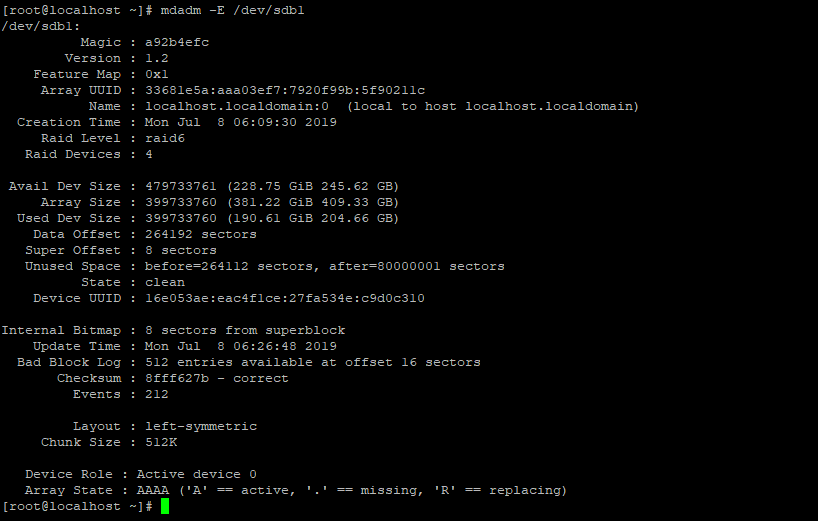 [root@localhost ~]# mdadm -E /dev/sdb1
/dev/sdb1:
Magic : a92b4efc
Version : 1.2
Feature Map : 0x1
Array UUID : 33681e5a:aaa03ef7:7920f99b:5f90211c
Name : localhost.localdomain:0  (local to host localhost.localdomain)
Creation Time : Mon Jul  8 06:09:30 2019
Raid Level : raid6
Raid Devices : 4
Avail Dev Size : 479733761 (228.75 GiB 245.62 GB)
Array Size : 399733760 (381.22 GiB 409.33 GB)
Used Dev Size : 399733760 (190.61 GiB 204.66 GB)
Data Offset : 264192 sectors
Super Offset : 8 sectors
Unused Space : before=264112 sectors, after=80000001 sectors
State : clean
Device UUID : 16e053ae:eac4f1ce:27fa534e:c9d0c310
Internal Bitmap : 8 sectors from superblock
Update Time : Mon Jul  8 06:26:48 2019
Bad Block Log : 512 entries available at offset 16 sectors
Checksum : 8fff627b - correct
Events : 212
Layout : left-symmetric
Chunk Size : 512K
Device Role : Active device 0
Array State : AAAA ('A' == active, '.' == missing, 'R' == replacing)
[root@localhost ~]#